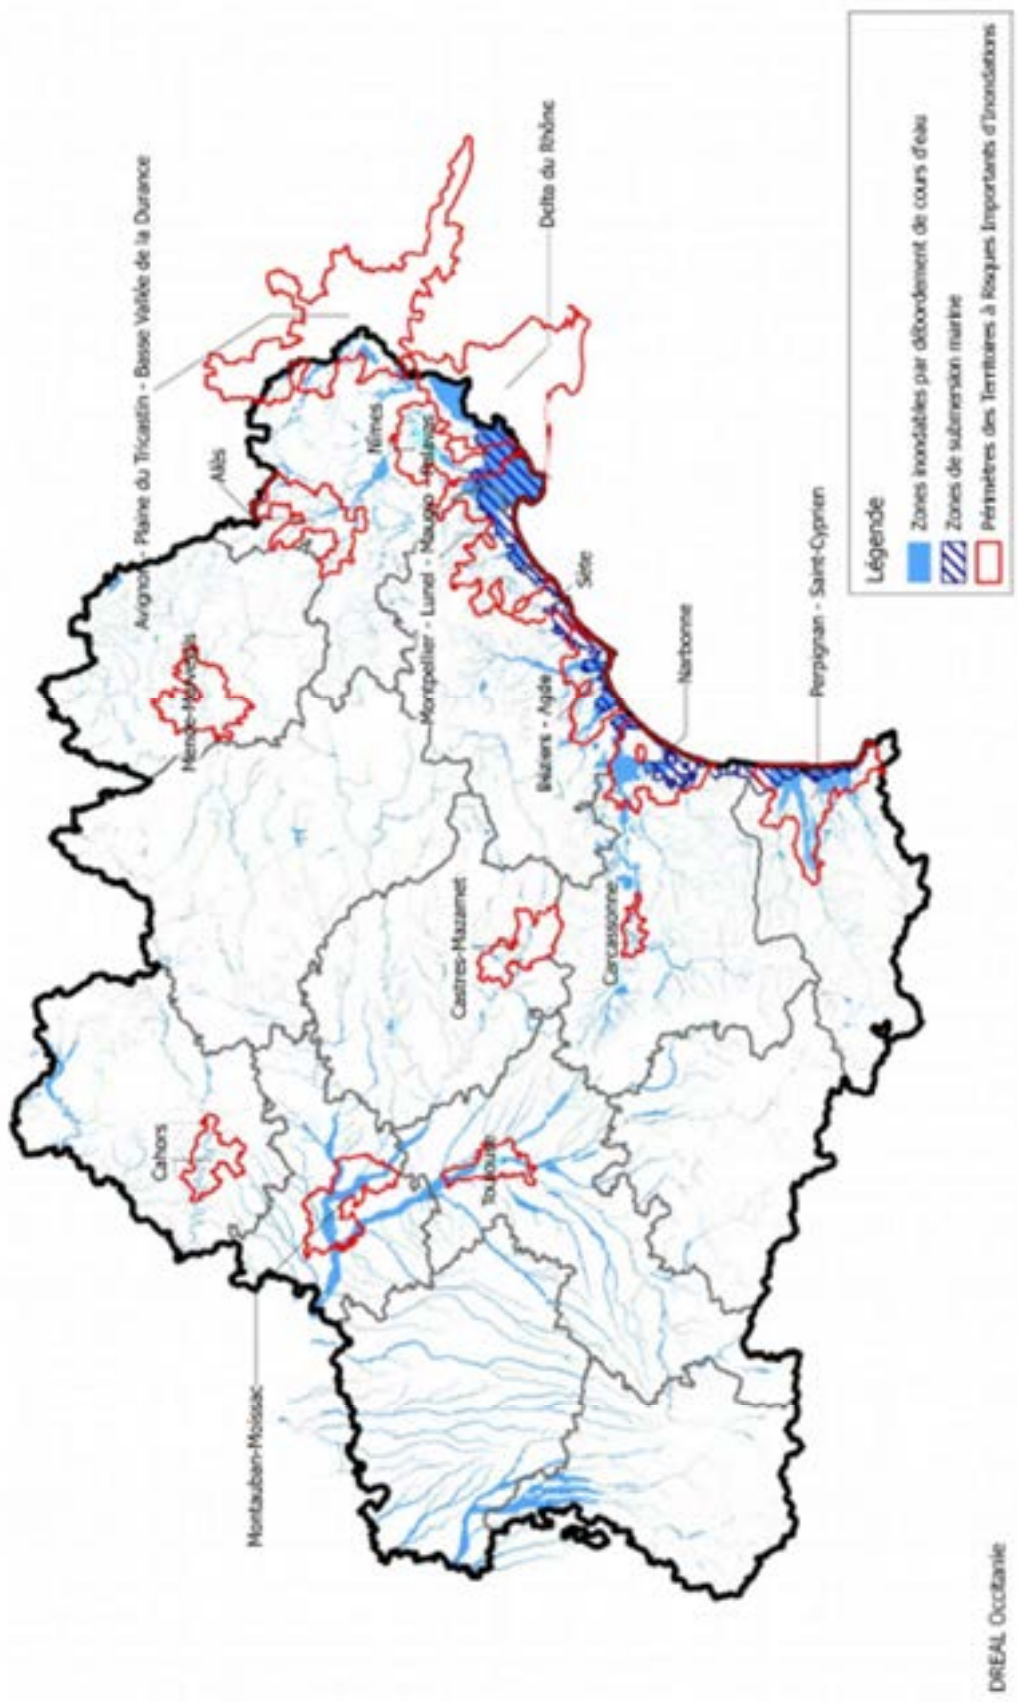 Avignon - Plaine du Tricastin - Basse Vallée de la Durance
Alès
Delta du Rhône
Nîmes
Mende-Marvejols
Montpellier - Lunel - Mauguio - Palavas
Cahors
Castres-Mazamet
Béziers - Agde
Sète
Montauban-Moissac
Toulouse
Carcassonne
Narbonne
Perpignan - Saint-Cyprien
Légende
Zones inondables par débordement de cours d'eau
Zones de submersion marine
Périmètres des Territoires à Risques Importants d'Inondations
DREAL Occitanie